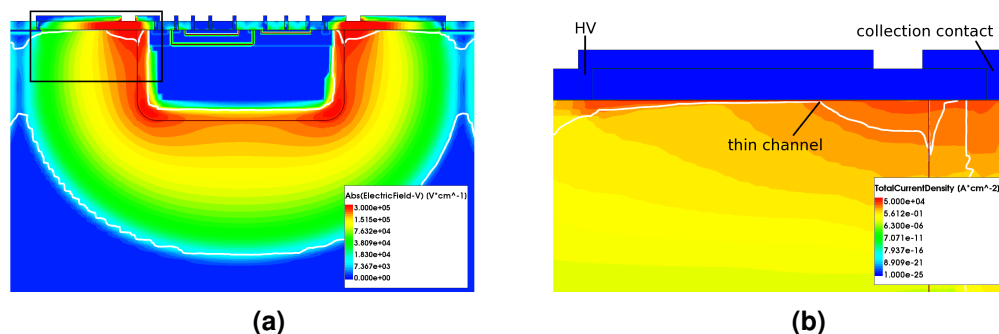 HV
collection contact
thin channel
Abs(ElectricField-V) (V*cm^-1)
3.000e+05
1.515e+05
7.632e+04
3.809e+04
1.830e+04
7.367e+03
0.000e+00
TotalCurrentDensity (A*cm^-2)
5.000e+04
5.612e-01
6.300e-06
7.071e-11
7.937e-16
8.909e-21
1.000e-25
(a)
(b)